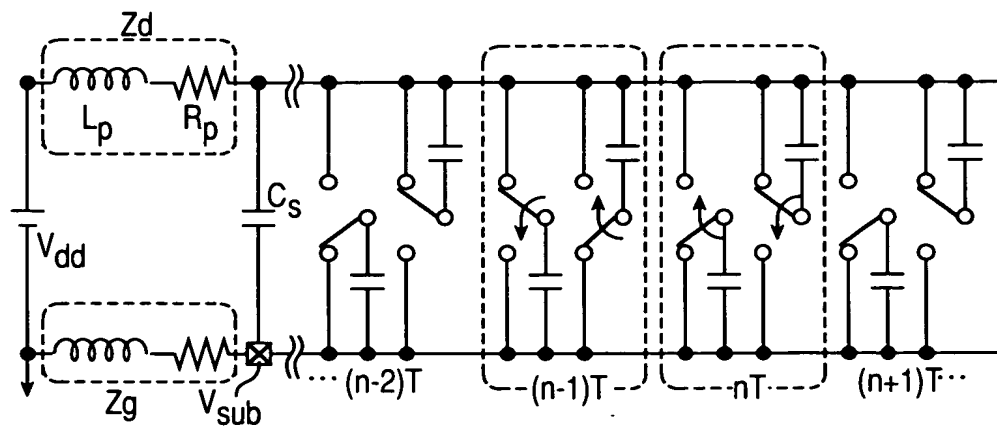 Zd
Lp
Rp
Cs
Vdd
Zg
Vsub
...(n-2)T
(n-1)T
nT
(n+1)T...